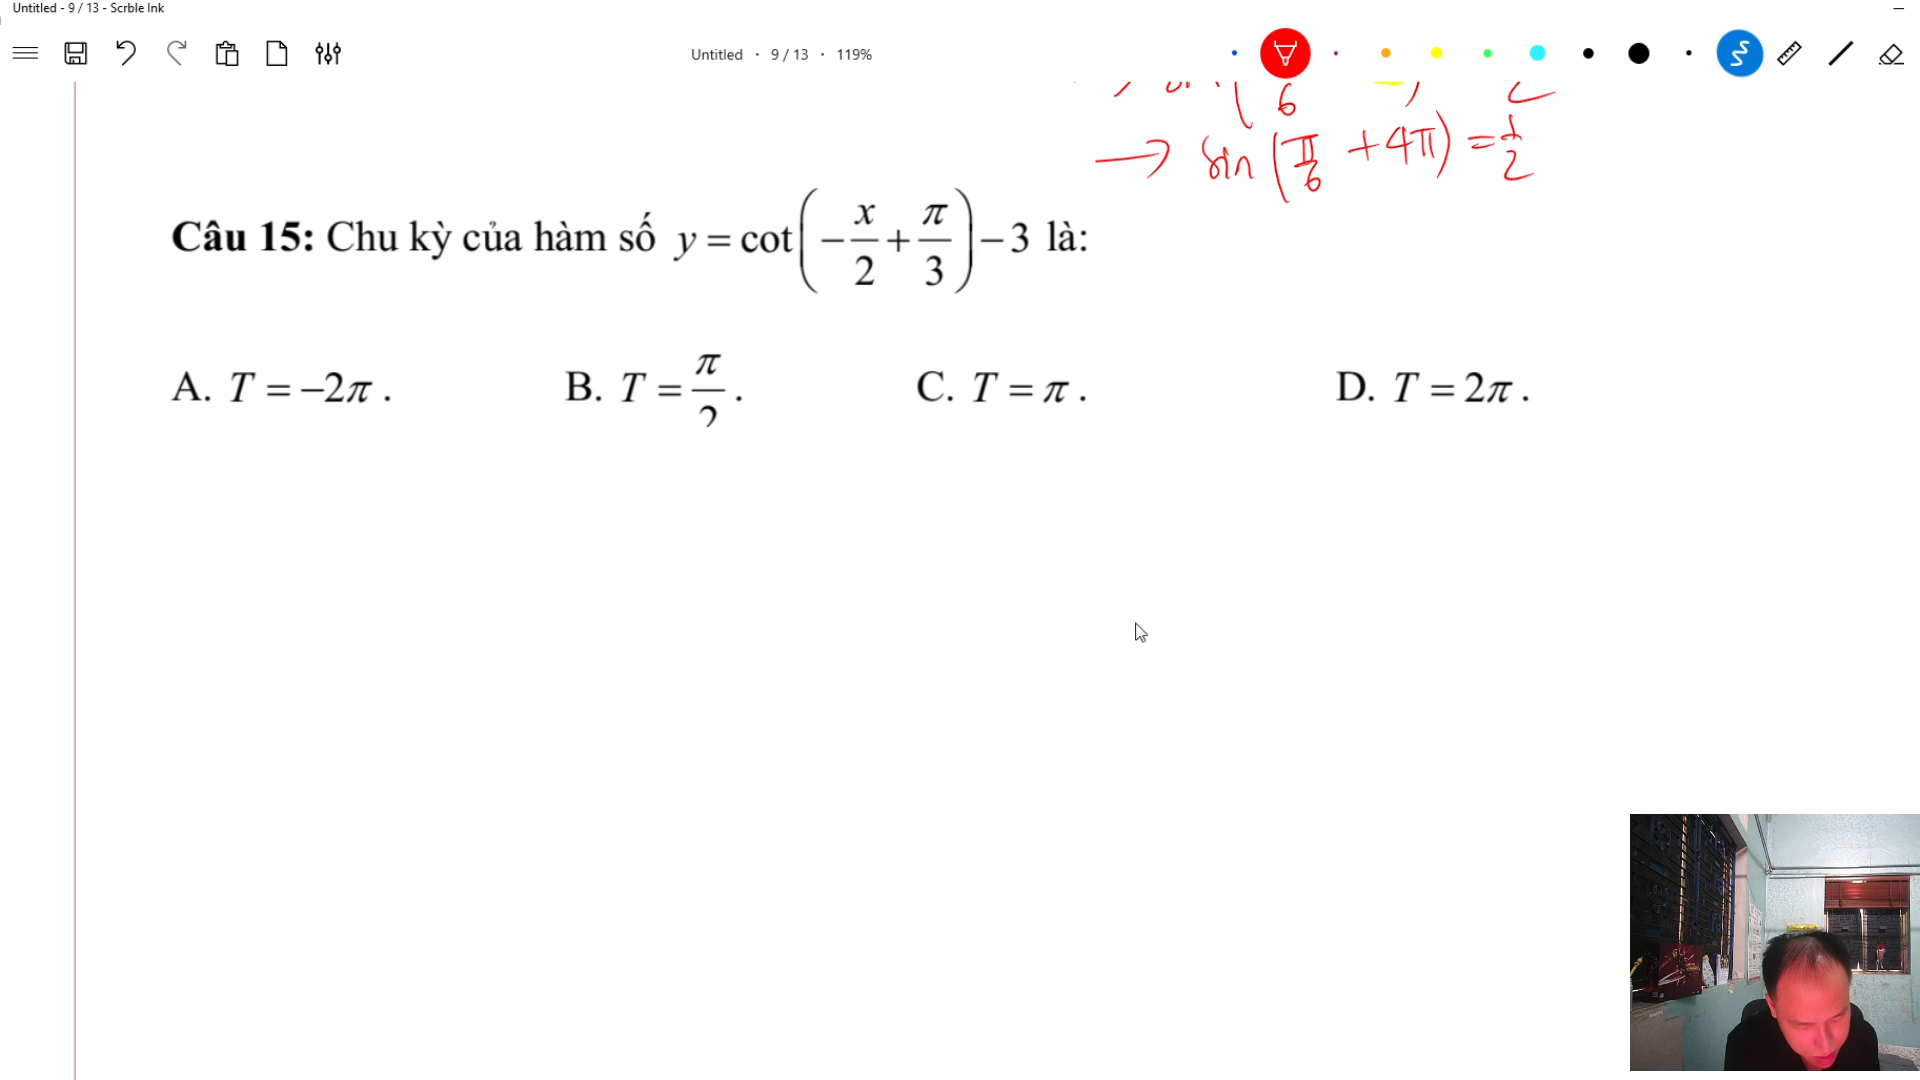 Untitled - 9 / 13 - Scrble Ink
Untitled · 9 / 13 · 119%
6
→ sin(π/6 + 4π) = 1/2
Câu 15: Chu kỳ của hàm số y = cot(-x/2 + π/3) - 3 là:
A. T = -2π. B. T = π/2. C. T = π. D. T = 2π.